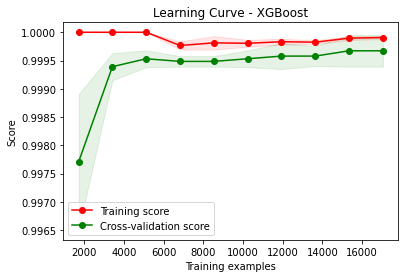 Learning Curve - XGBoost
Score
1.0000
0.9995
0.9990
0.9985
0.9980
0.9975
0.9970
0.9965
Training score
Cross-validation score
2000 4000 6000 8000 10000 12000 14000 16000
Training examples